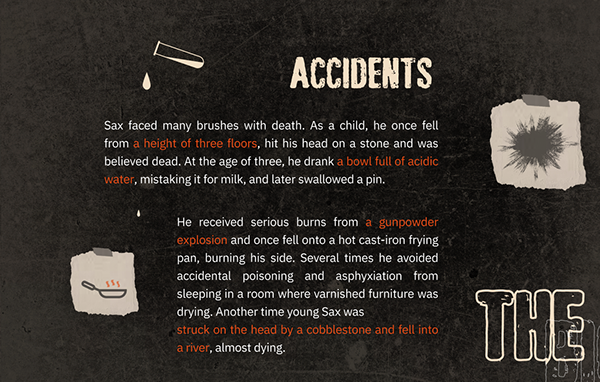 ACCIDENTS
Sax faced many brushes with death. As a child, he once fell
from a height of three floors, hit his head on a stone and was
believed dead. At the age of three, he drank a bowl full of acidic
water, mistaking it for milk, and later swallowed a pin.
He received serious burns from a gunpowder
explosion and once fell onto a hot cast-iron frying
pan, burning his side. Several times he avoided
accidental poisoning and asphyxiation from
sleeping in a room where varnished furniture was
drying. Another time young Sax was
struck on the head by a cobblestone and fell into
a river, almost dying.
THE